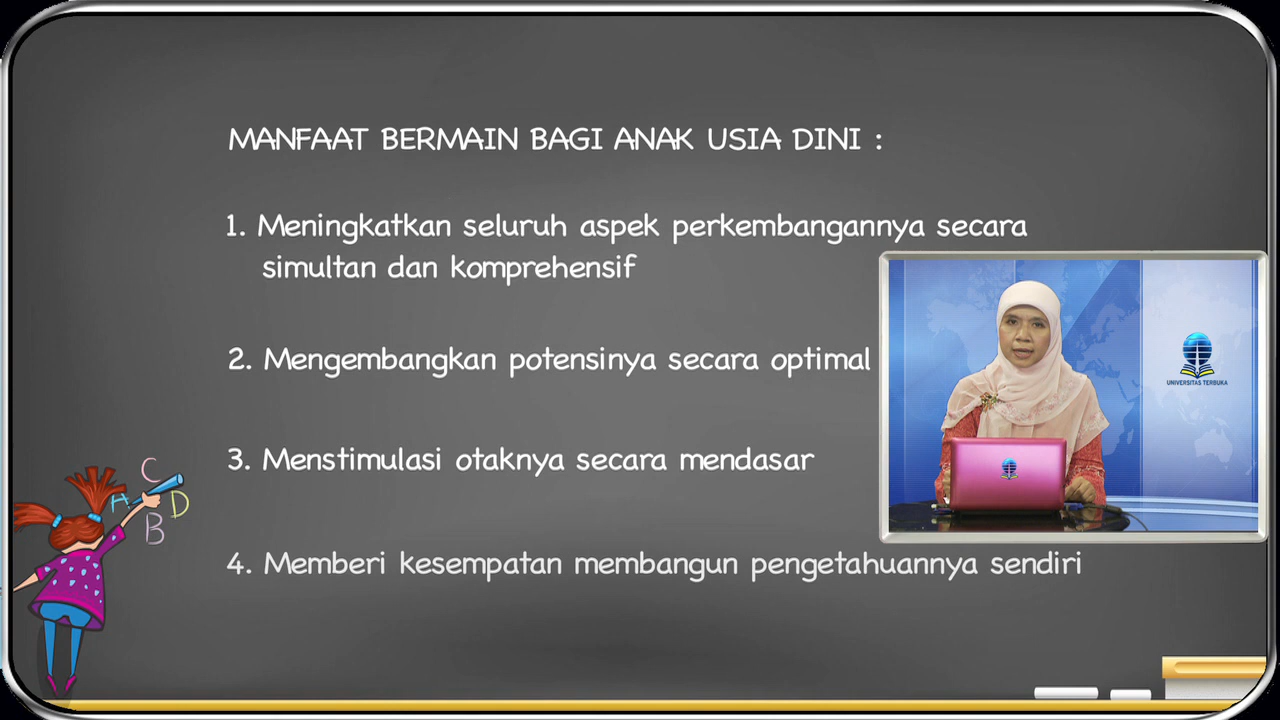 MANFAAT BERMAIN BAGI ANAK USIA DINI :
1. Meningkatkan seluruh aspek perkembangannya secara
simultan dan komprehensif
2. Mengembangkan potensinya secara optimal
3. Menstimulasi otaknya secara mendasar
4. Memberi kesempatan membangun pengetahuannya sendiri
UNIVERSITAS TERBUKA
C
A
D
B